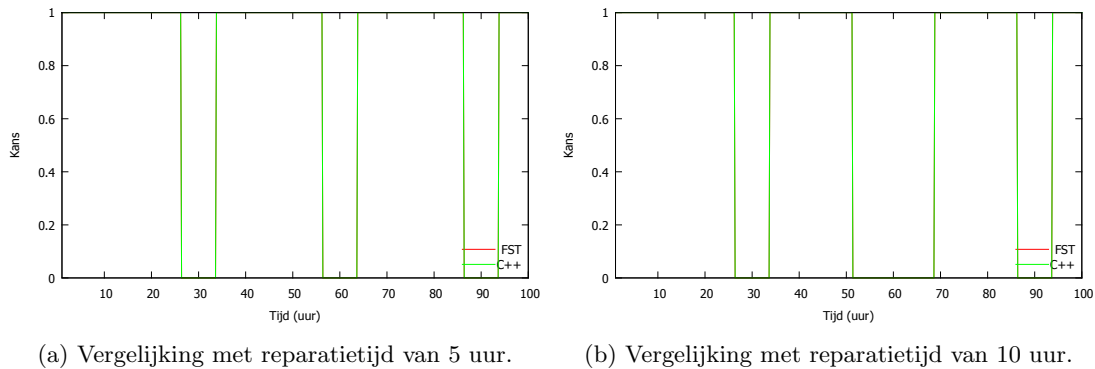 1
0.8
0.6
0.4
0.2
0
Kans
10 20 30 40 50 60 70 80 90 100
Tijd (uur)
FST
C++
(a) Vergelijking met reparatietijd van 5 uur.
1
0.8
0.6
0.4
0.2
0
Kans
10 20 30 40 50 60 70 80 90 100
Tijd (uur)
FST
C++
(b) Vergelijking met reparatietijd van 10 uur.